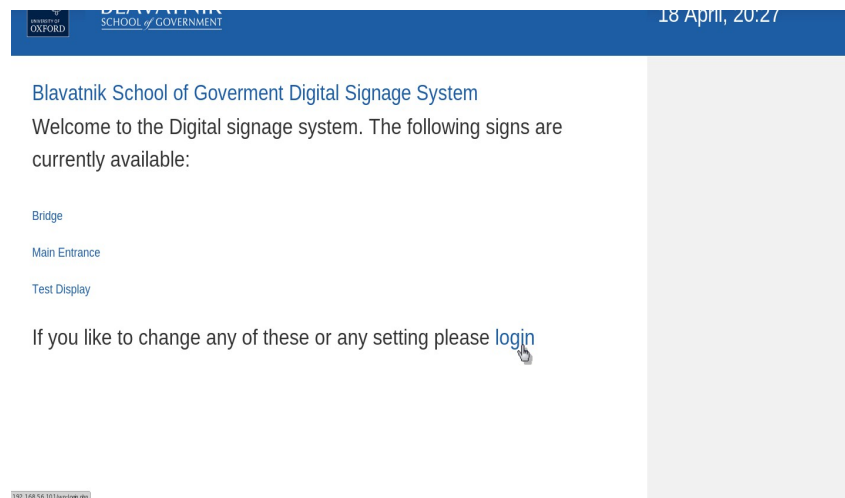 UNIVERSITY OF
OXFORD
BLAVATNIK
SCHOOL of GOVERNMENT
18 April, 20:27
Blavatnik School of Goverment Digital Signage System
Welcome to the Digital signage system. The following signs are
currently available:
Bridge
Main Entrance
Test Display
If you like to change any of these or any setting please login